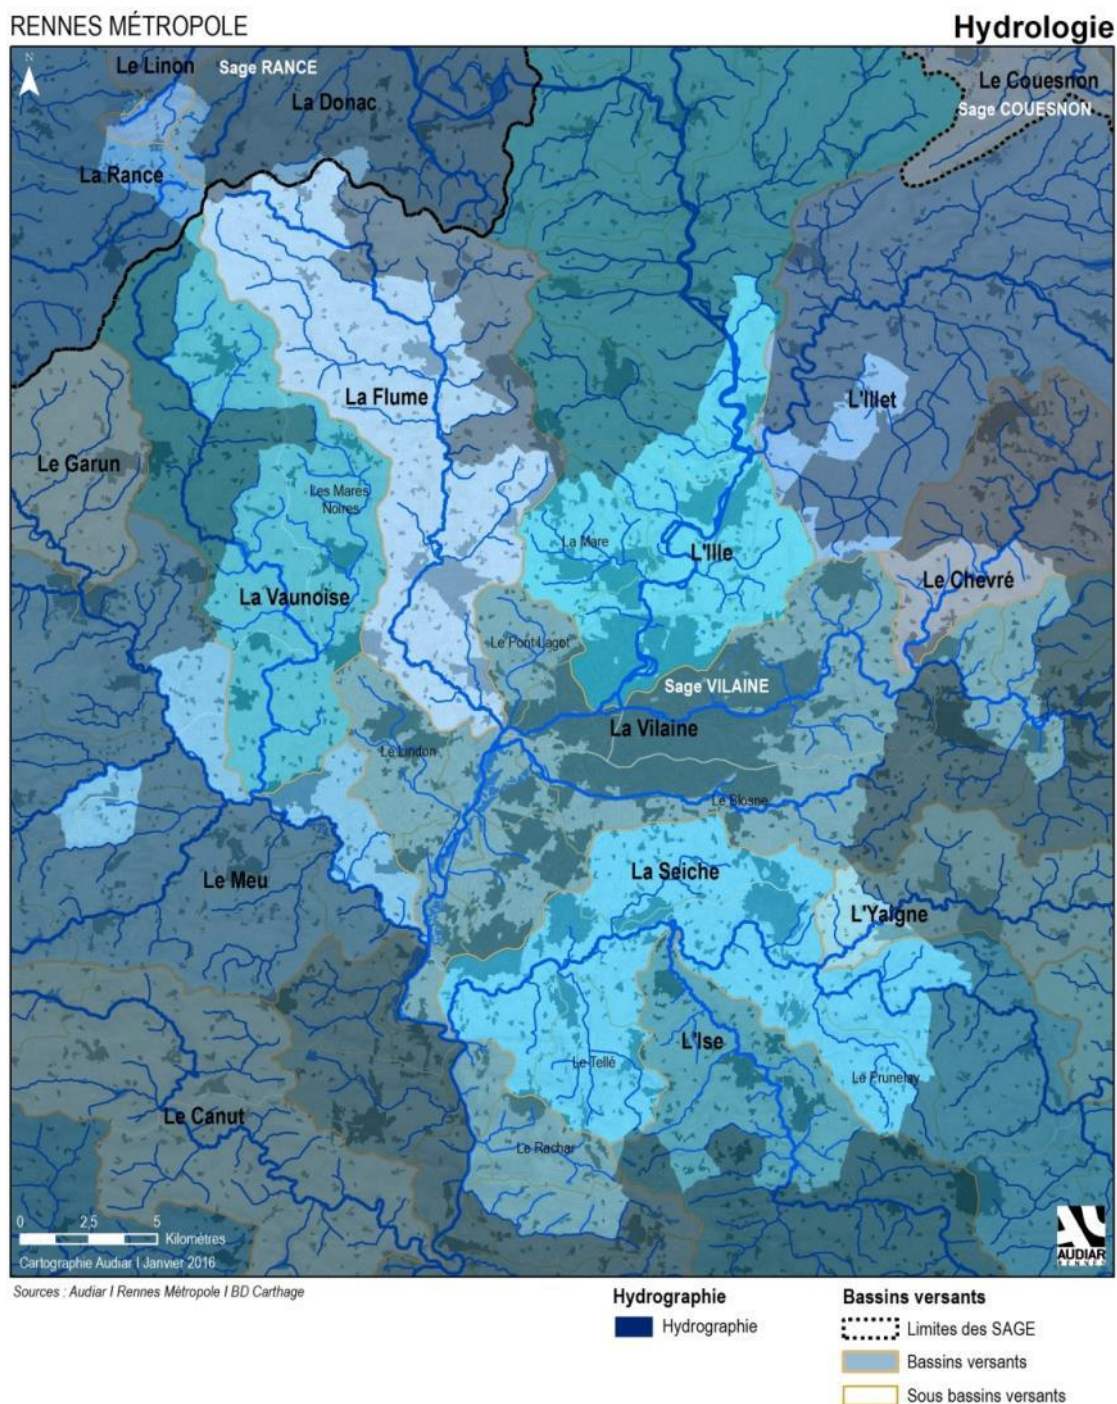 RENNES MÉTROPOLE
Hydrologie
N
Le Linon
Sage RANCE
La Donac
Le Couesnon
Sage COUESNON
La Rance
La Flume
L'Illet
Le Garun
Les Mares
Noires
La Mare
L'Ille
Le Chevré
La Vaunoise
Le Pont Lagot
Sage VILAINE
La Vilaine
Le Lindon
Le Blosne
La Seiche
Le Meu
L'Yaigne
L'Ise
Le Tellé
Le Prunelay
Le Canut
Le Rachar
0 2,5 5
Kilomètres
Cartographie Audiar I Janvier 2016
AUDIAR
RENNES
Sources : Audiar I Rennes Métropole I BD Carthage
Hydrographie
Hydrographie
Bassins versants
Limites des SAGE
Bassins versants
Sous bassins versants